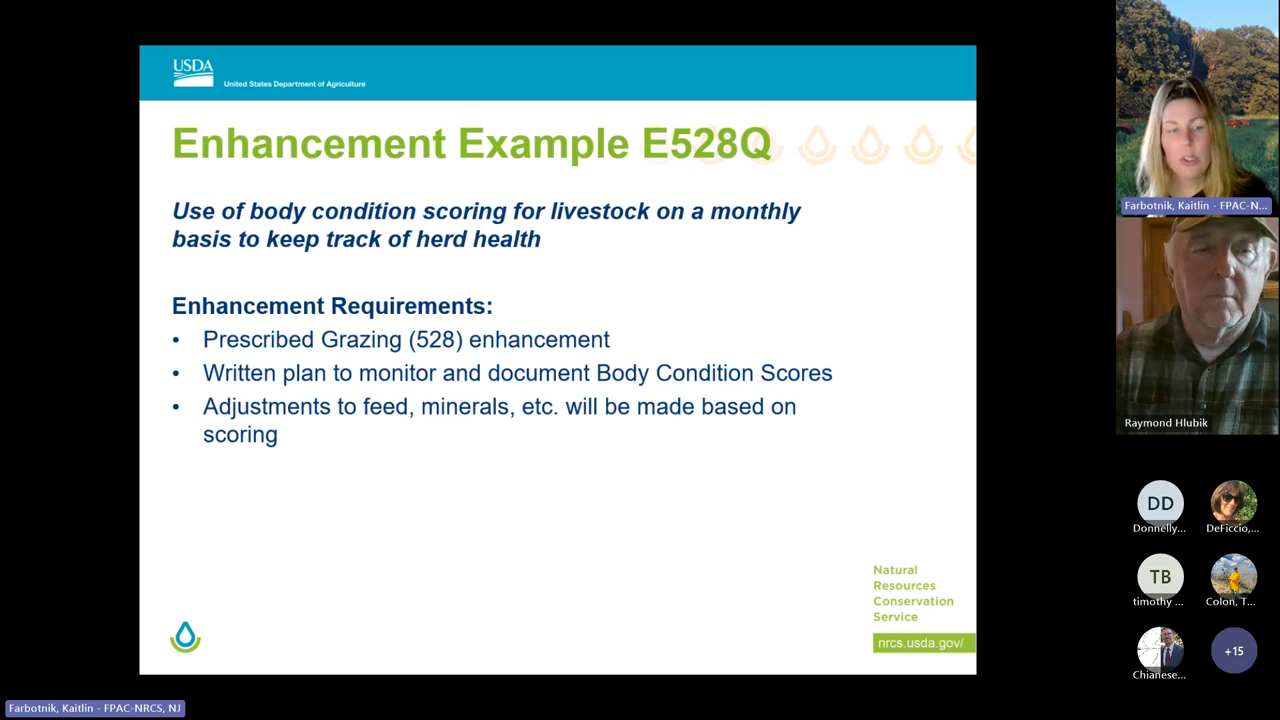 USDA
United States Department of Agriculture
Enhancement Example E528Q
Use of body condition scoring for livestock on a monthly
basis to keep track of herd health
Enhancement Requirements:
• Prescribed Grazing (528) enhancement
• Written plan to monitor and document Body Condition Scores
• Adjustments to feed, minerals, etc. will be made based on
scoring
Natural
Resources
Conservation
Service
nrcs.usda.gov/
Farbotnik, Kaitlin - FPAC-N...
Raymond Hlubik
DD
Donnelly...
DeFiccio,...
TB
timothy ...
Colon, T...
Chianese...
+15
Farbotnik, Kaitlin - FPAC-NRCS, NJ